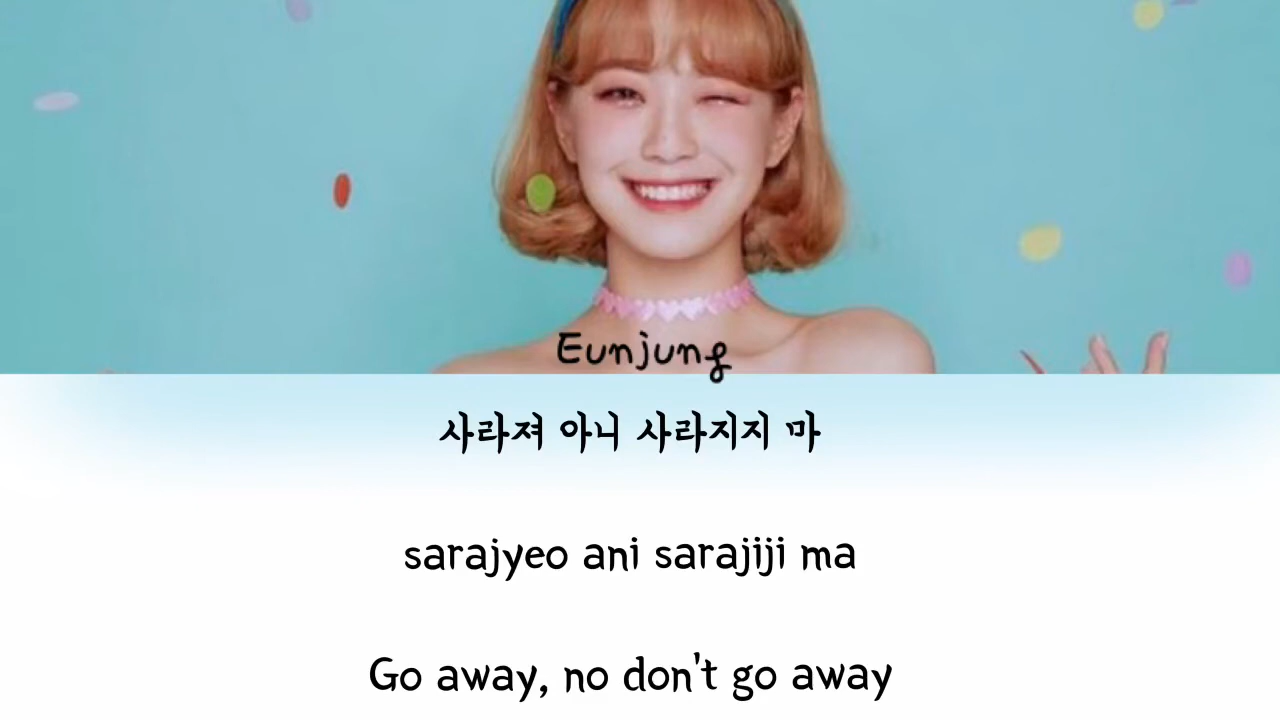 Eunjung
사라져 아니 사라지지 마
sarajyeo ani sarajiji ma
Go away, no don't go away